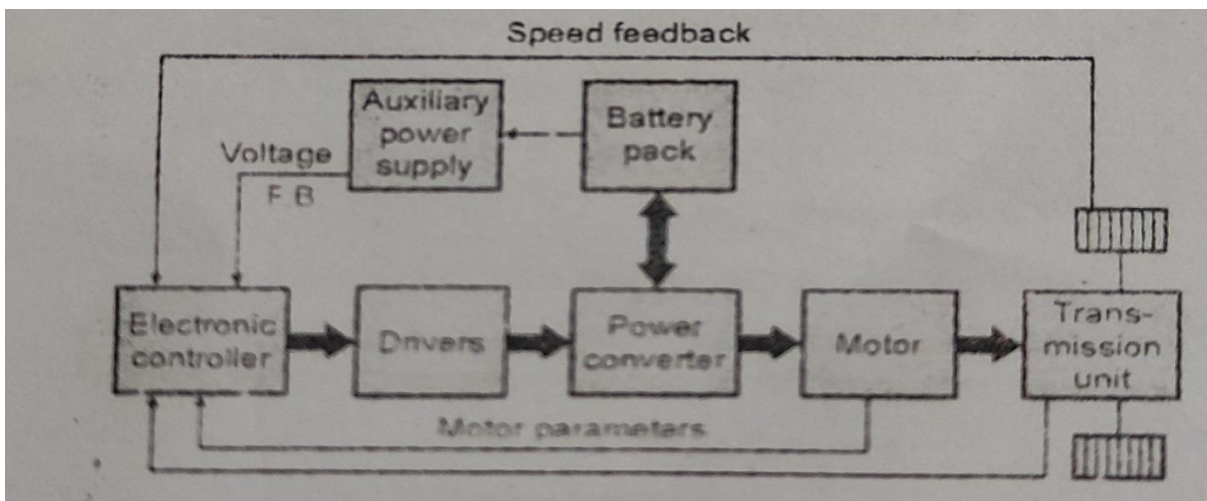 Speed feedback
Auxiliary
power
supply
Battery
pack
Voltage
F.B
Electronic
controller
Drivers
Power
converter
Motor
Trans-
mission
unit
Motor parameters